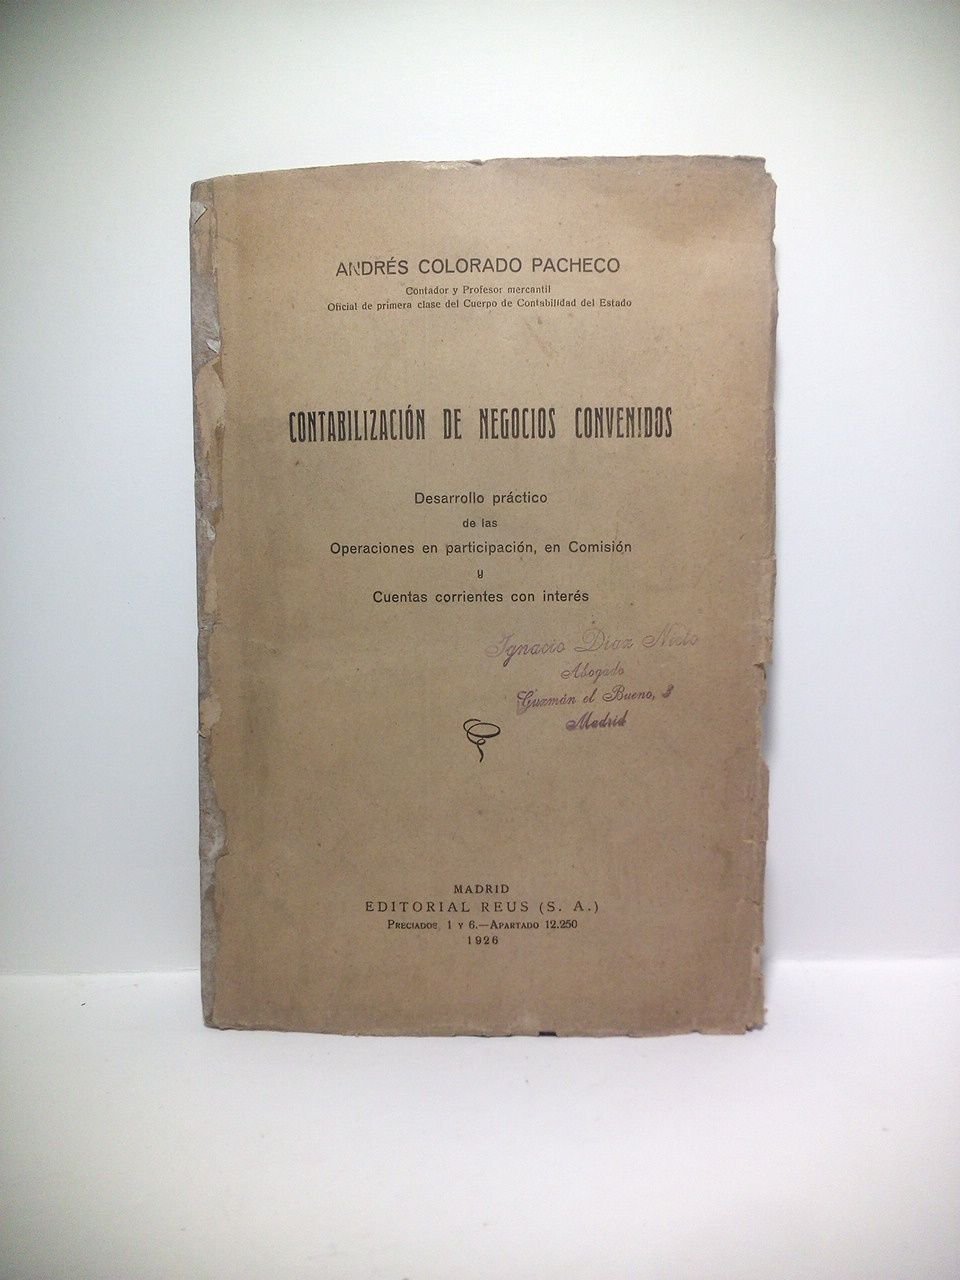 ANDRÉS COLORADO PACHECO
Contador y Profesor mercantil
Oficial de primera clase del Cuerpo de Contabilidad del Estado
CONTABILIZACIÓN DE NEGOCIOS CONVENIDOS
Desarrollo práctico
de las
Operaciones en participación, en Comisión
y
Cuentas corrientes con interés
Ignacio Díaz Nieto
Abogado
Guzmán el Bueno, 3
Madrid
MADRID
EDITORIAL REUS (S. A.)
Preciados 1 y 6.—Apartado 12.250
1926